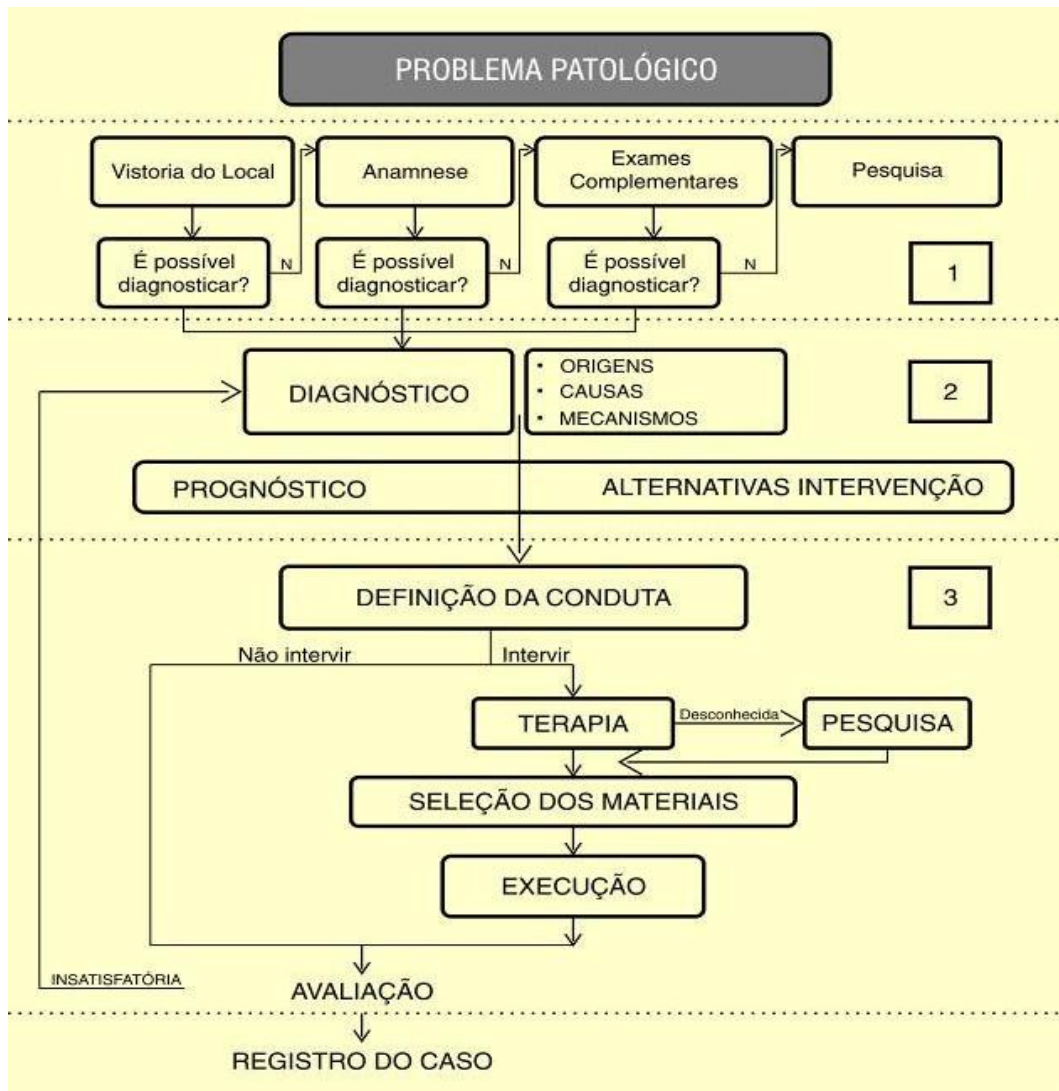 PROBLEMA PATOLÓGICO
Vistoria do Local
Anamnese
Exames
Complementares
Pesquisa
É possível
diagnosticar?
N
É possível
diagnosticar?
N
É possível
diagnosticar?
N
1
DIAGNÓSTICO
• ORIGENS
• CAUSAS
• MECANISMOS
2
PROGNÓSTICO
ALTERNATIVAS INTERVENÇÃO
DEFINIÇÃO DA CONDUTA
3
Não intervir
Intervir
TERAPIA
Desconhecida
PESQUISA
SELEÇÃO DOS MATERIAIS
EXECUÇÃO
INSATISFATÓRIA
AVALIAÇÃO
REGISTRO DO CASO